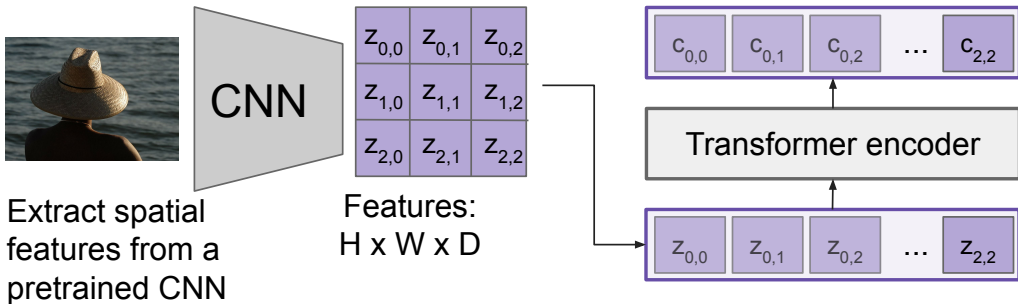 CNN
z0,0 z0,1 z0,2
z1,0 z1,1 z1,2
z2,0 z2,1 z2,2
Extract spatial
features from a
pretrained CNN
Features:
H x W x D
c0,0 c0,1 c0,2 ... c2,2
Transformer encoder
z0,0 z0,1 z0,2 ... z2,2